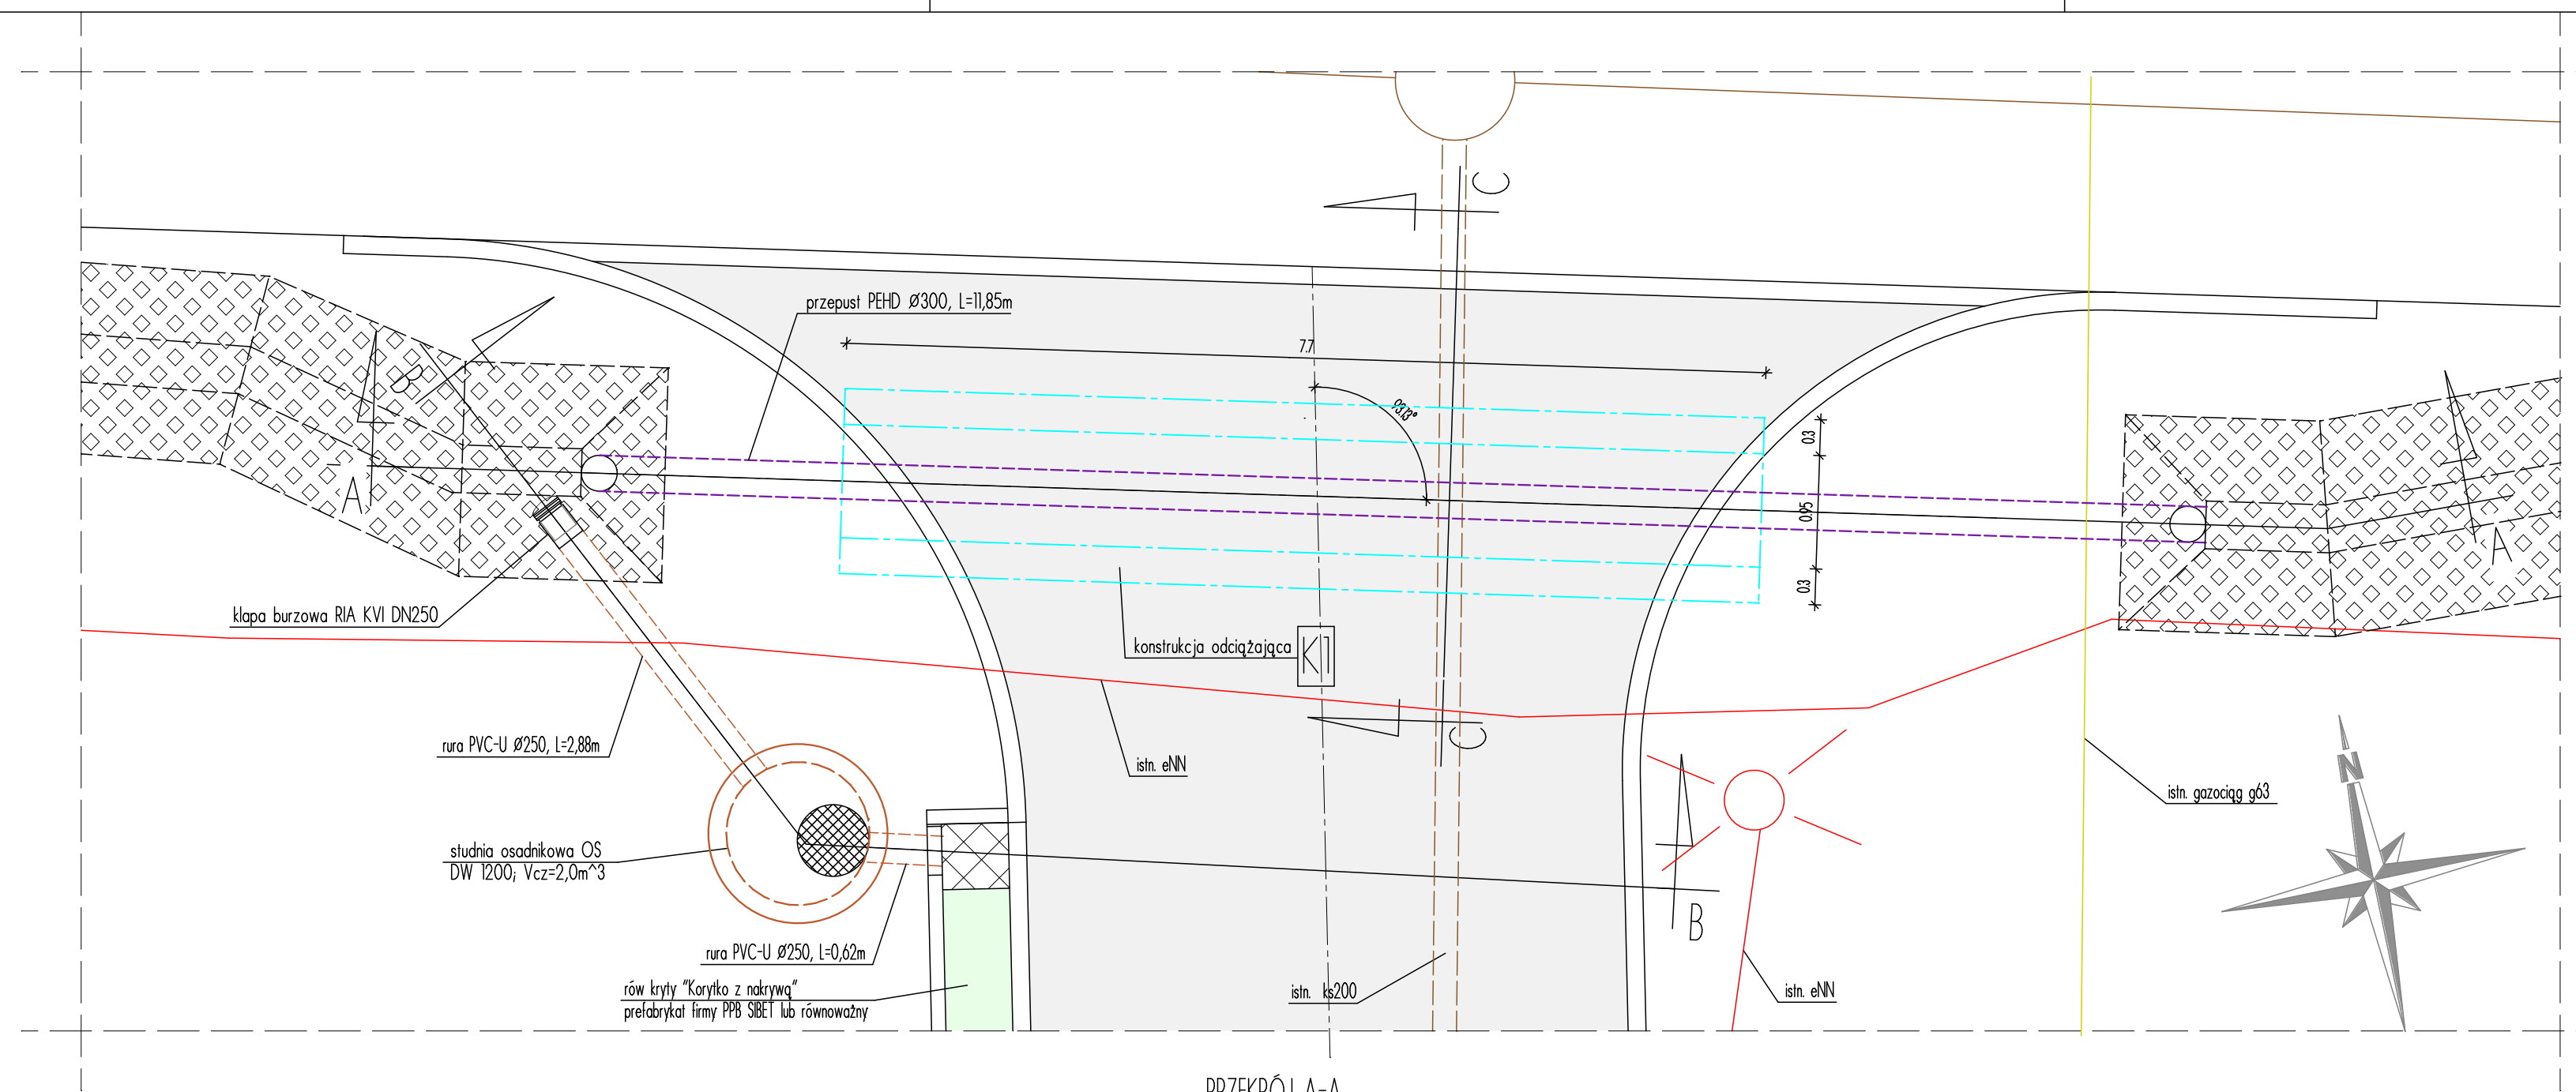 C
przepust PEHD Ø300, L=11,85m
7.7
B
93.13°
0.3
A
0.95
A
0.3
klapa burzowa RIA KVI DN250
konstrukcja odciążająca
K1
C
rura PVC-U Ø250, L=2,88m
istn. eNN
N
istn. gazociąg g63
studnia osadnikowa OS
DW 1200; Vcz=2,0m^3
B
rura PVC-U Ø250, L=0,62m
rów kryty "Korytko z nakrywą"
prefabrykat firmy PPB SIBET lub równoważny
istn. ks200
istn. eNN
PRZEKRÓJ A-A